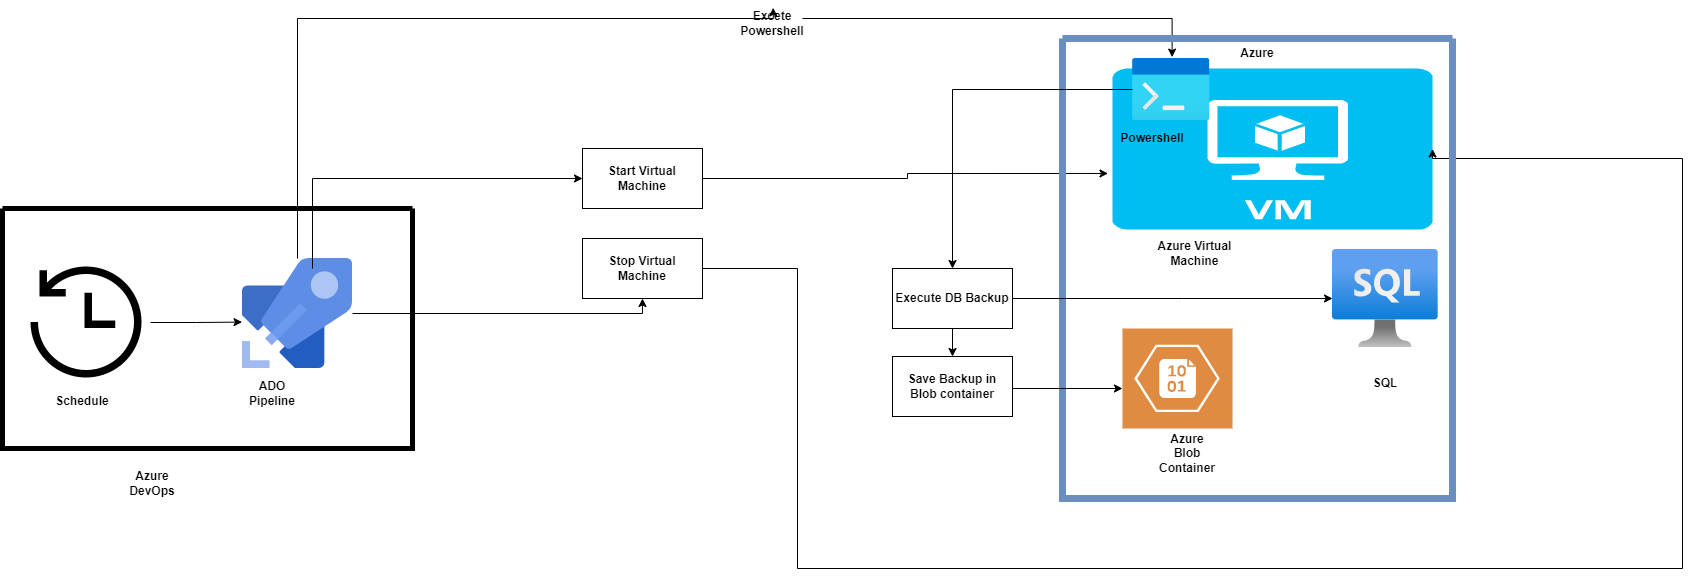 Excete
Powershell
Azure
Powershell
VM
Start Virtual
Machine
Stop Virtual
Machine
Azure Virtual
Machine
SQL
Execute DB Backup
Save Backup in
Blob container
10
01
SQL
Schedule
ADO
Pipeline
Azure
Blob
Container
Azure
DevOps